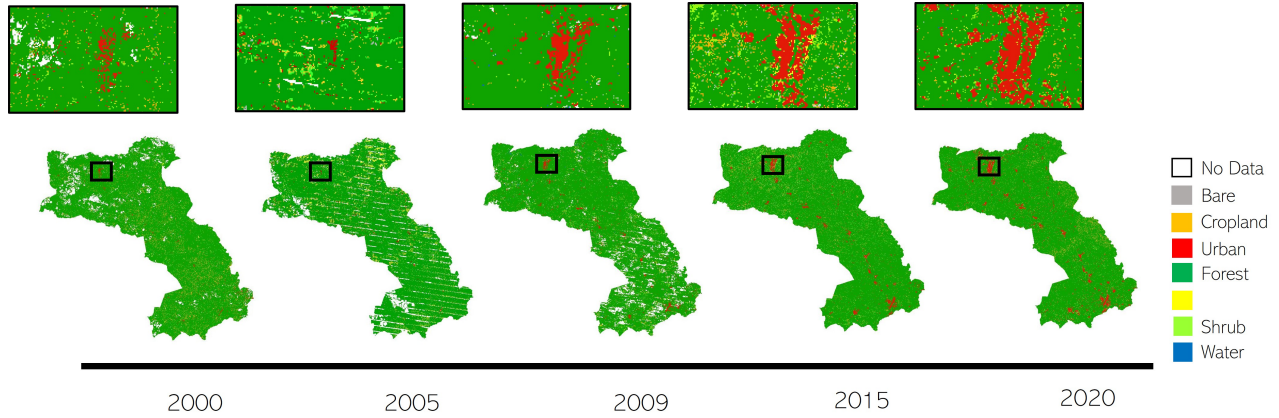 No Data
Bare
Cropland
Urban
Forest
Shrub
Water
2000
2005
2009
2015
2020